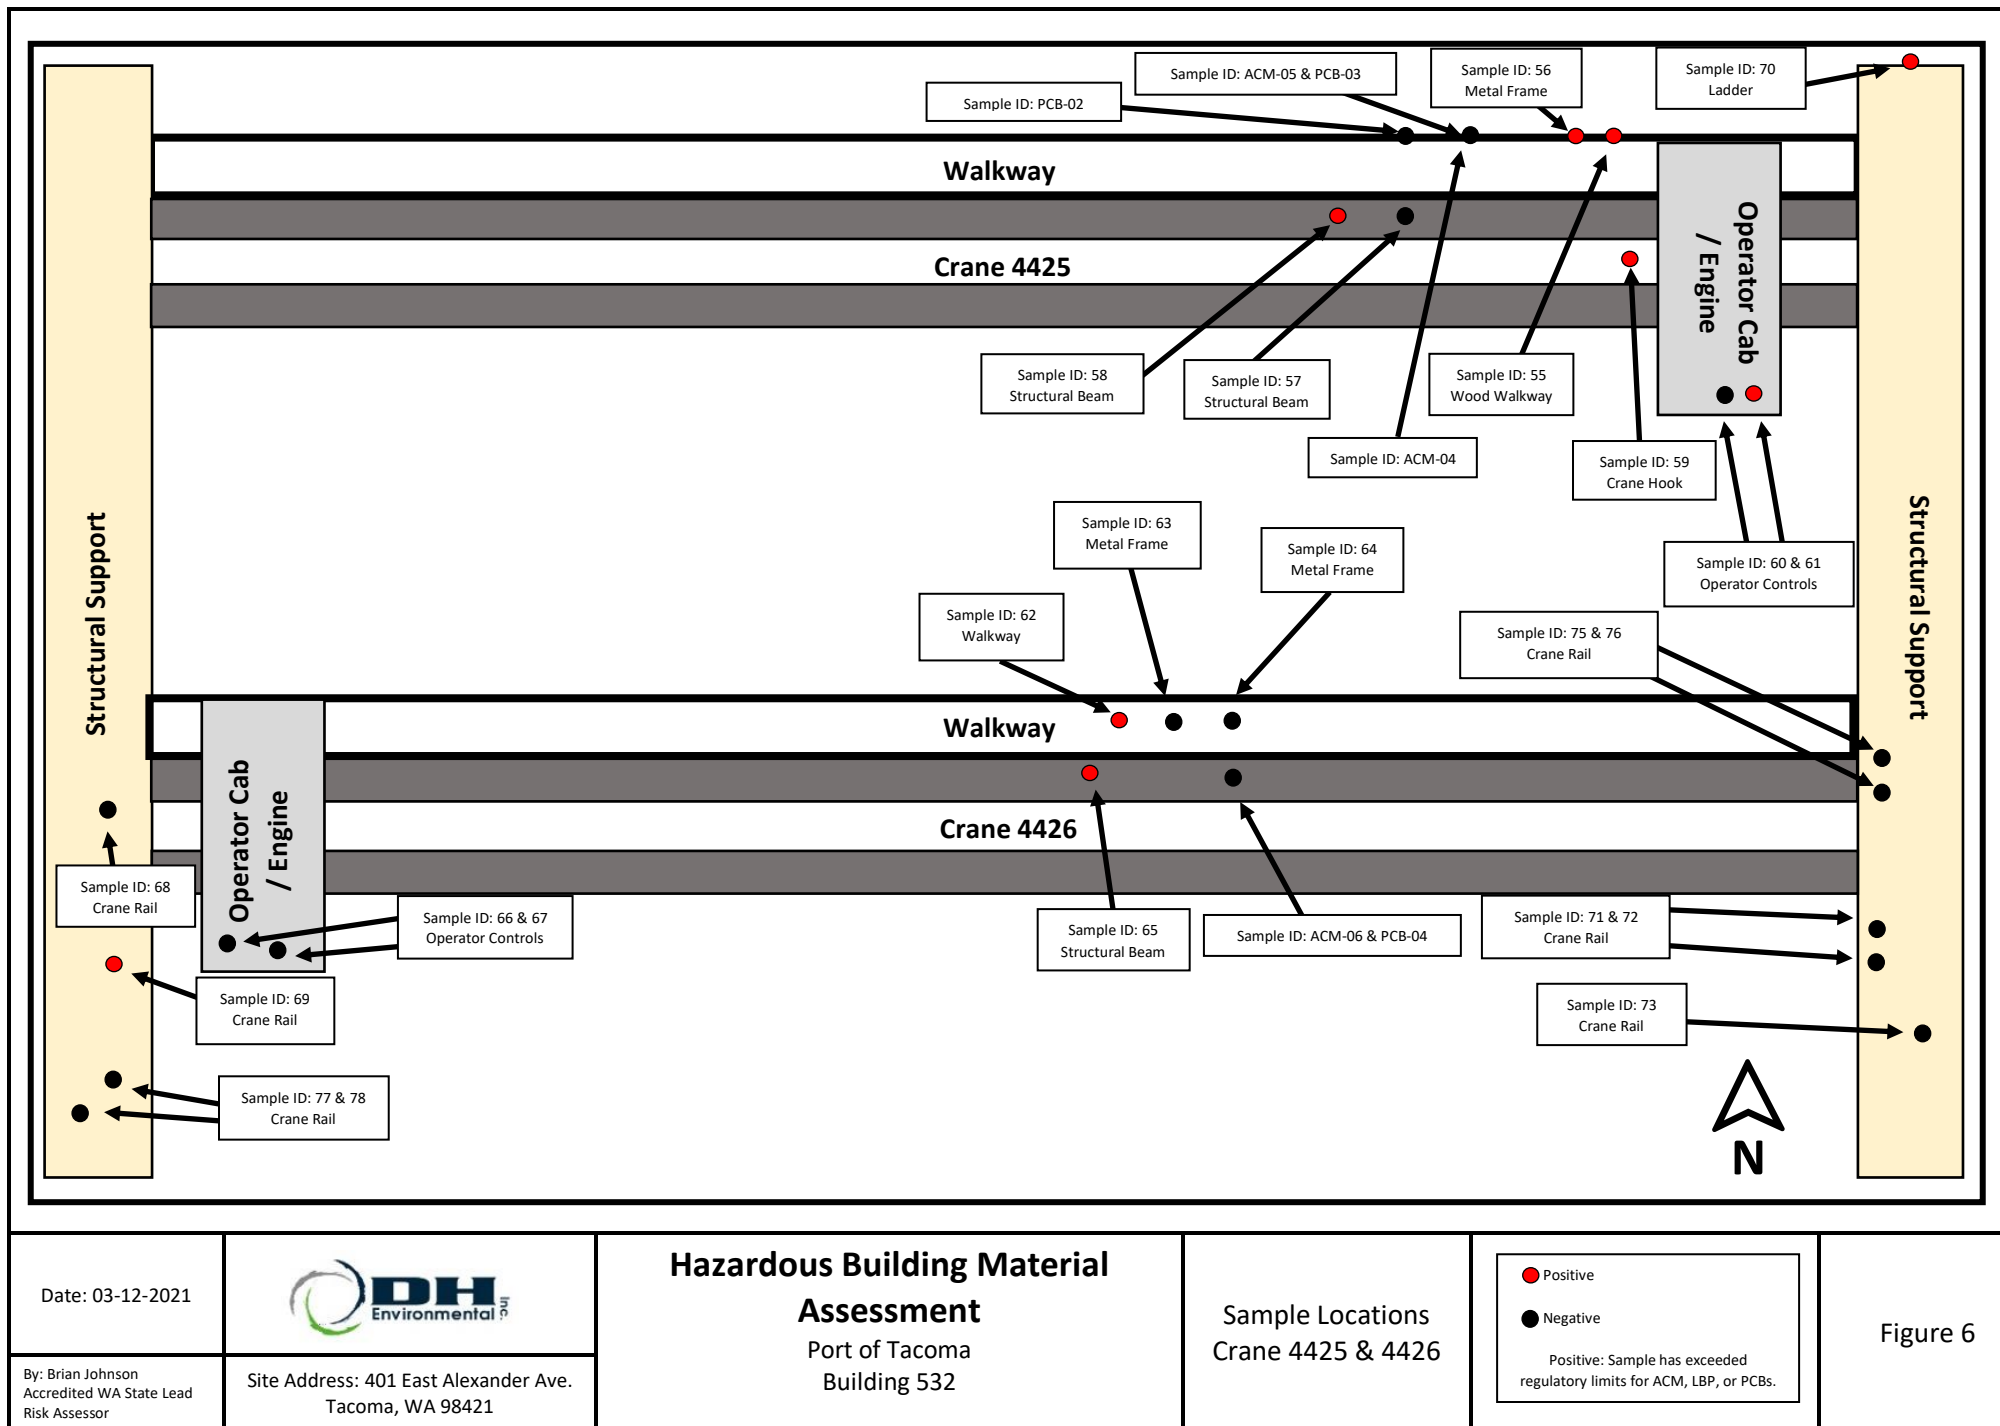 Sample ID: ACM-05 & PCB-03
Sample ID: 56
Metal Frame
Sample ID: 70
Ladder
Sample ID: PCB-02
Walkway
Crane 4425
Operator Cab
/ Engine
Sample ID: 58
Structural Beam
Sample ID: 57
Structural Beam
Sample ID: 55
Wood Walkway
Sample ID: ACM-04
Sample ID: 59
Crane Hook
Structural Support
Structural Support
Sample ID: 63
Metal Frame
Sample ID: 64
Metal Frame
Sample ID: 60 & 61
Operator Controls
Sample ID: 62
Walkway
Sample ID: 75 & 76
Crane Rail
Walkway
Crane 4426
Operator Cab
/ Engine
Sample ID: 68
Crane Rail
Sample ID: 66 & 67
Operator Controls
Sample ID: 65
Structural Beam
Sample ID: ACM-06 & PCB-04
Sample ID: 71 & 72
Crane Rail
Sample ID: 69
Crane Rail
Sample ID: 73
Crane Rail
Sample ID: 77 & 78
Crane Rail
N
Date: 03-12-2021
DH
Environmental Inc.
Hazardous Building Material
Assessment
Port of Tacoma
Building 532
Sample Locations
Crane 4425 & 4426
Positive
Negative
Positive: Sample has exceeded
regulatory limits for ACM, LBP, or PCBs.
Figure 6
By: Brian Johnson
Accredited WA State Lead
Risk Assessor
Site Address: 401 East Alexander Ave.
Tacoma, WA 98421